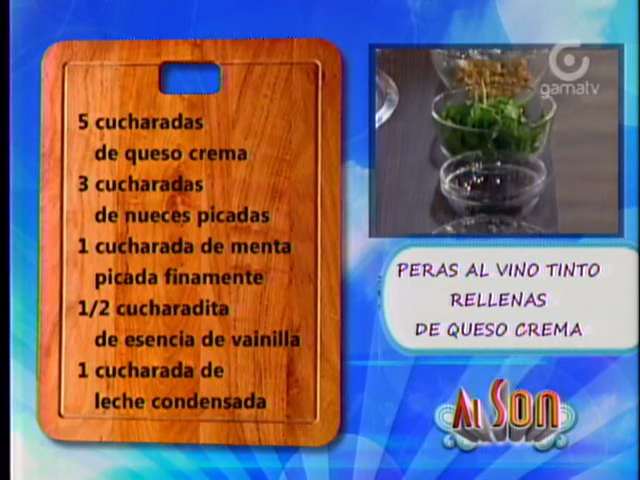 5 cucharadas
de queso crema
3 cucharadas
de nueces picadas
1 cucharada de menta
picada finamente
1/2 cucharadita
de esencia de vainilla
1 cucharada de
leche condensada
gamatv
PERAS AL VINO TINTO
RELLENAS
DE QUESO CREMA
Al Son